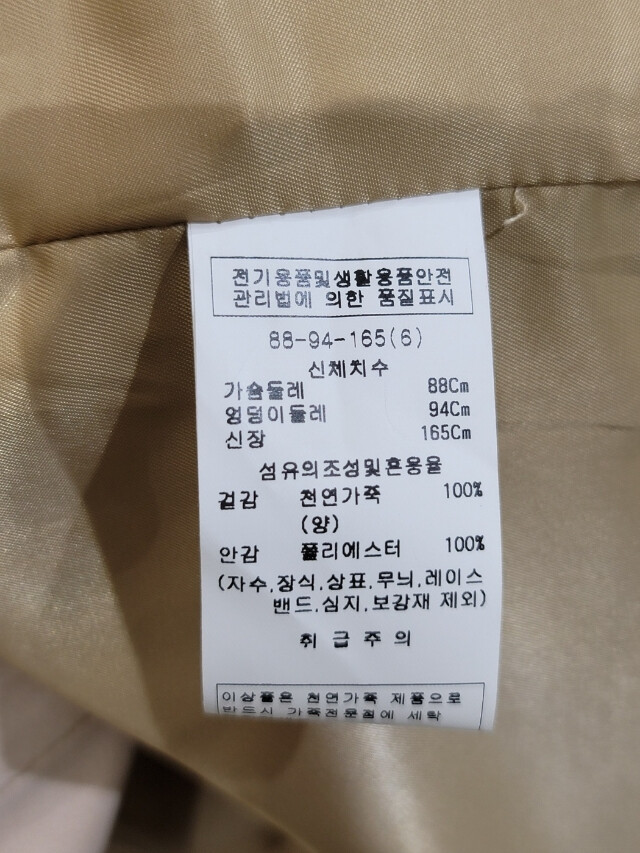 전기용품및생활용품안전
관리법에 의한 품질표시
88-94-165(6)
신체치수
가슴둘레 88Cm
엉덩이둘레 94Cm
신장 165Cm
섬유의조성및혼용율
겉감 천연가죽 100%
(양)
안감 폴리에스터 100%
(자수,장식,상표,무늬,레이스
밴드,심지,보강재 제외)
취급주의
이상품은 천연가죽 제품으로
반드시 가죽전문점에 세탁